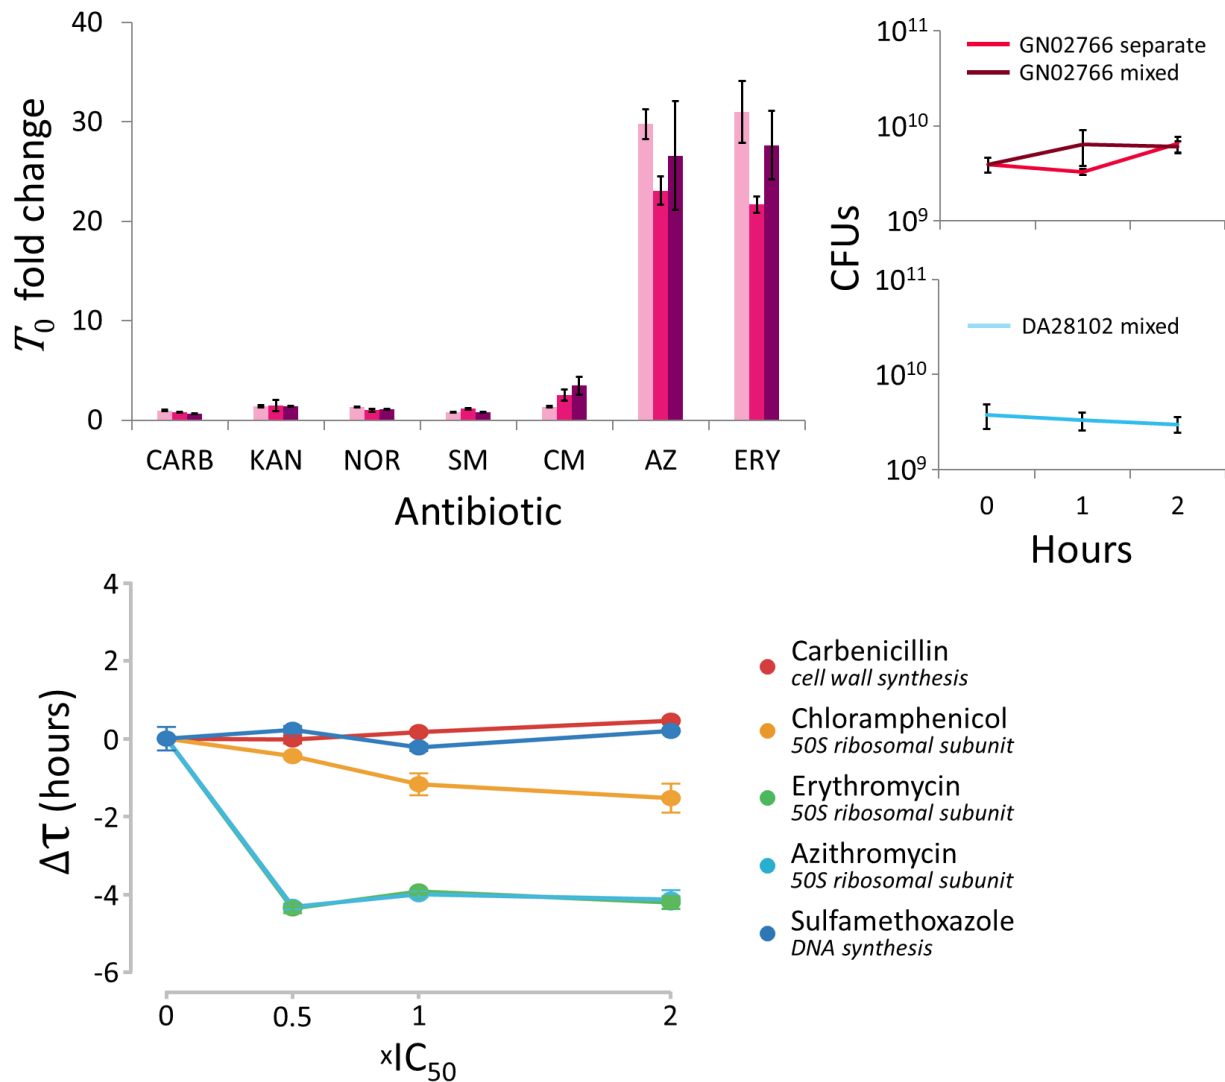 40
30
20
10
0
T0 fold change
CARB KAN NOR SM CM AZ ERY
Antibiotic
10^11
10^10
10^9
GN02766 separate
GN02766 mixed
CFUs
10^11
10^10
10^9
DA28102 mixed
0 1 2
Hours
4
2
0
-2
-4
-6
Δτ (hours)
0 0.5 1 2
xIC50
Carbenicillin
cell wall synthesis
Chloramphenicol
50S ribosomal subunit
Erythromycin
50S ribosomal subunit
Azithromycin
50S ribosomal subunit
Sulfamethoxazole
DNA synthesis